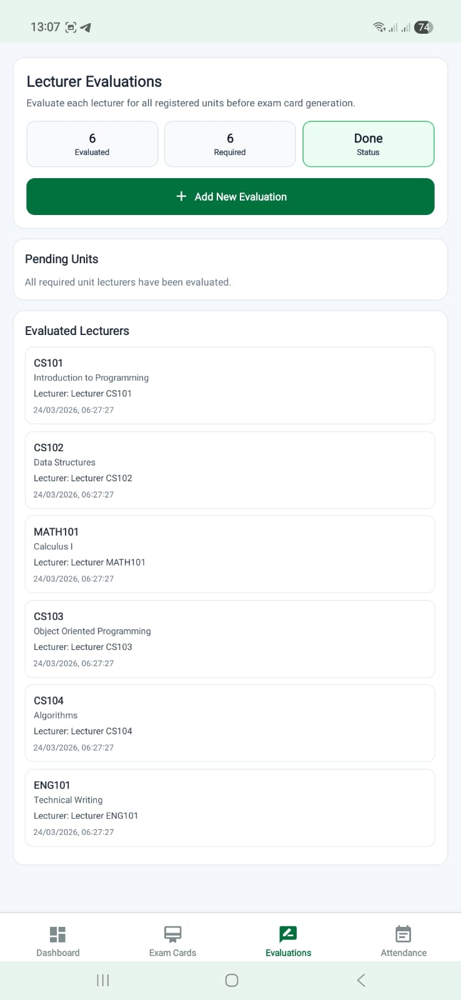 13:07
74
Lecturer Evaluations
Evaluate each lecturer for all registered units before exam card generation.
6
Evaluated
6
Required
Done
Status
+ Add New Evaluation
Pending Units
All required unit lecturers have been evaluated.
Evaluated Lecturers
CS101
Introduction to Programming
Lecturer: Lecturer CS101
24/03/2026, 06:27:27
CS102
Data Structures
Lecturer: Lecturer CS102
24/03/2026, 06:27:27
MATH101
Calculus I
Lecturer: Lecturer MATH101
24/03/2026, 06:27:27
CS103
Object Oriented Programming
Lecturer: Lecturer CS103
24/03/2026, 06:27:27
CS104
Algorithms
Lecturer: Lecturer CS104
24/03/2026, 06:27:27
ENG101
Technical Writing
Lecturer: Lecturer ENG101
24/03/2026, 06:27:27
Dashboard
Exam Cards
Evaluations
Attendance